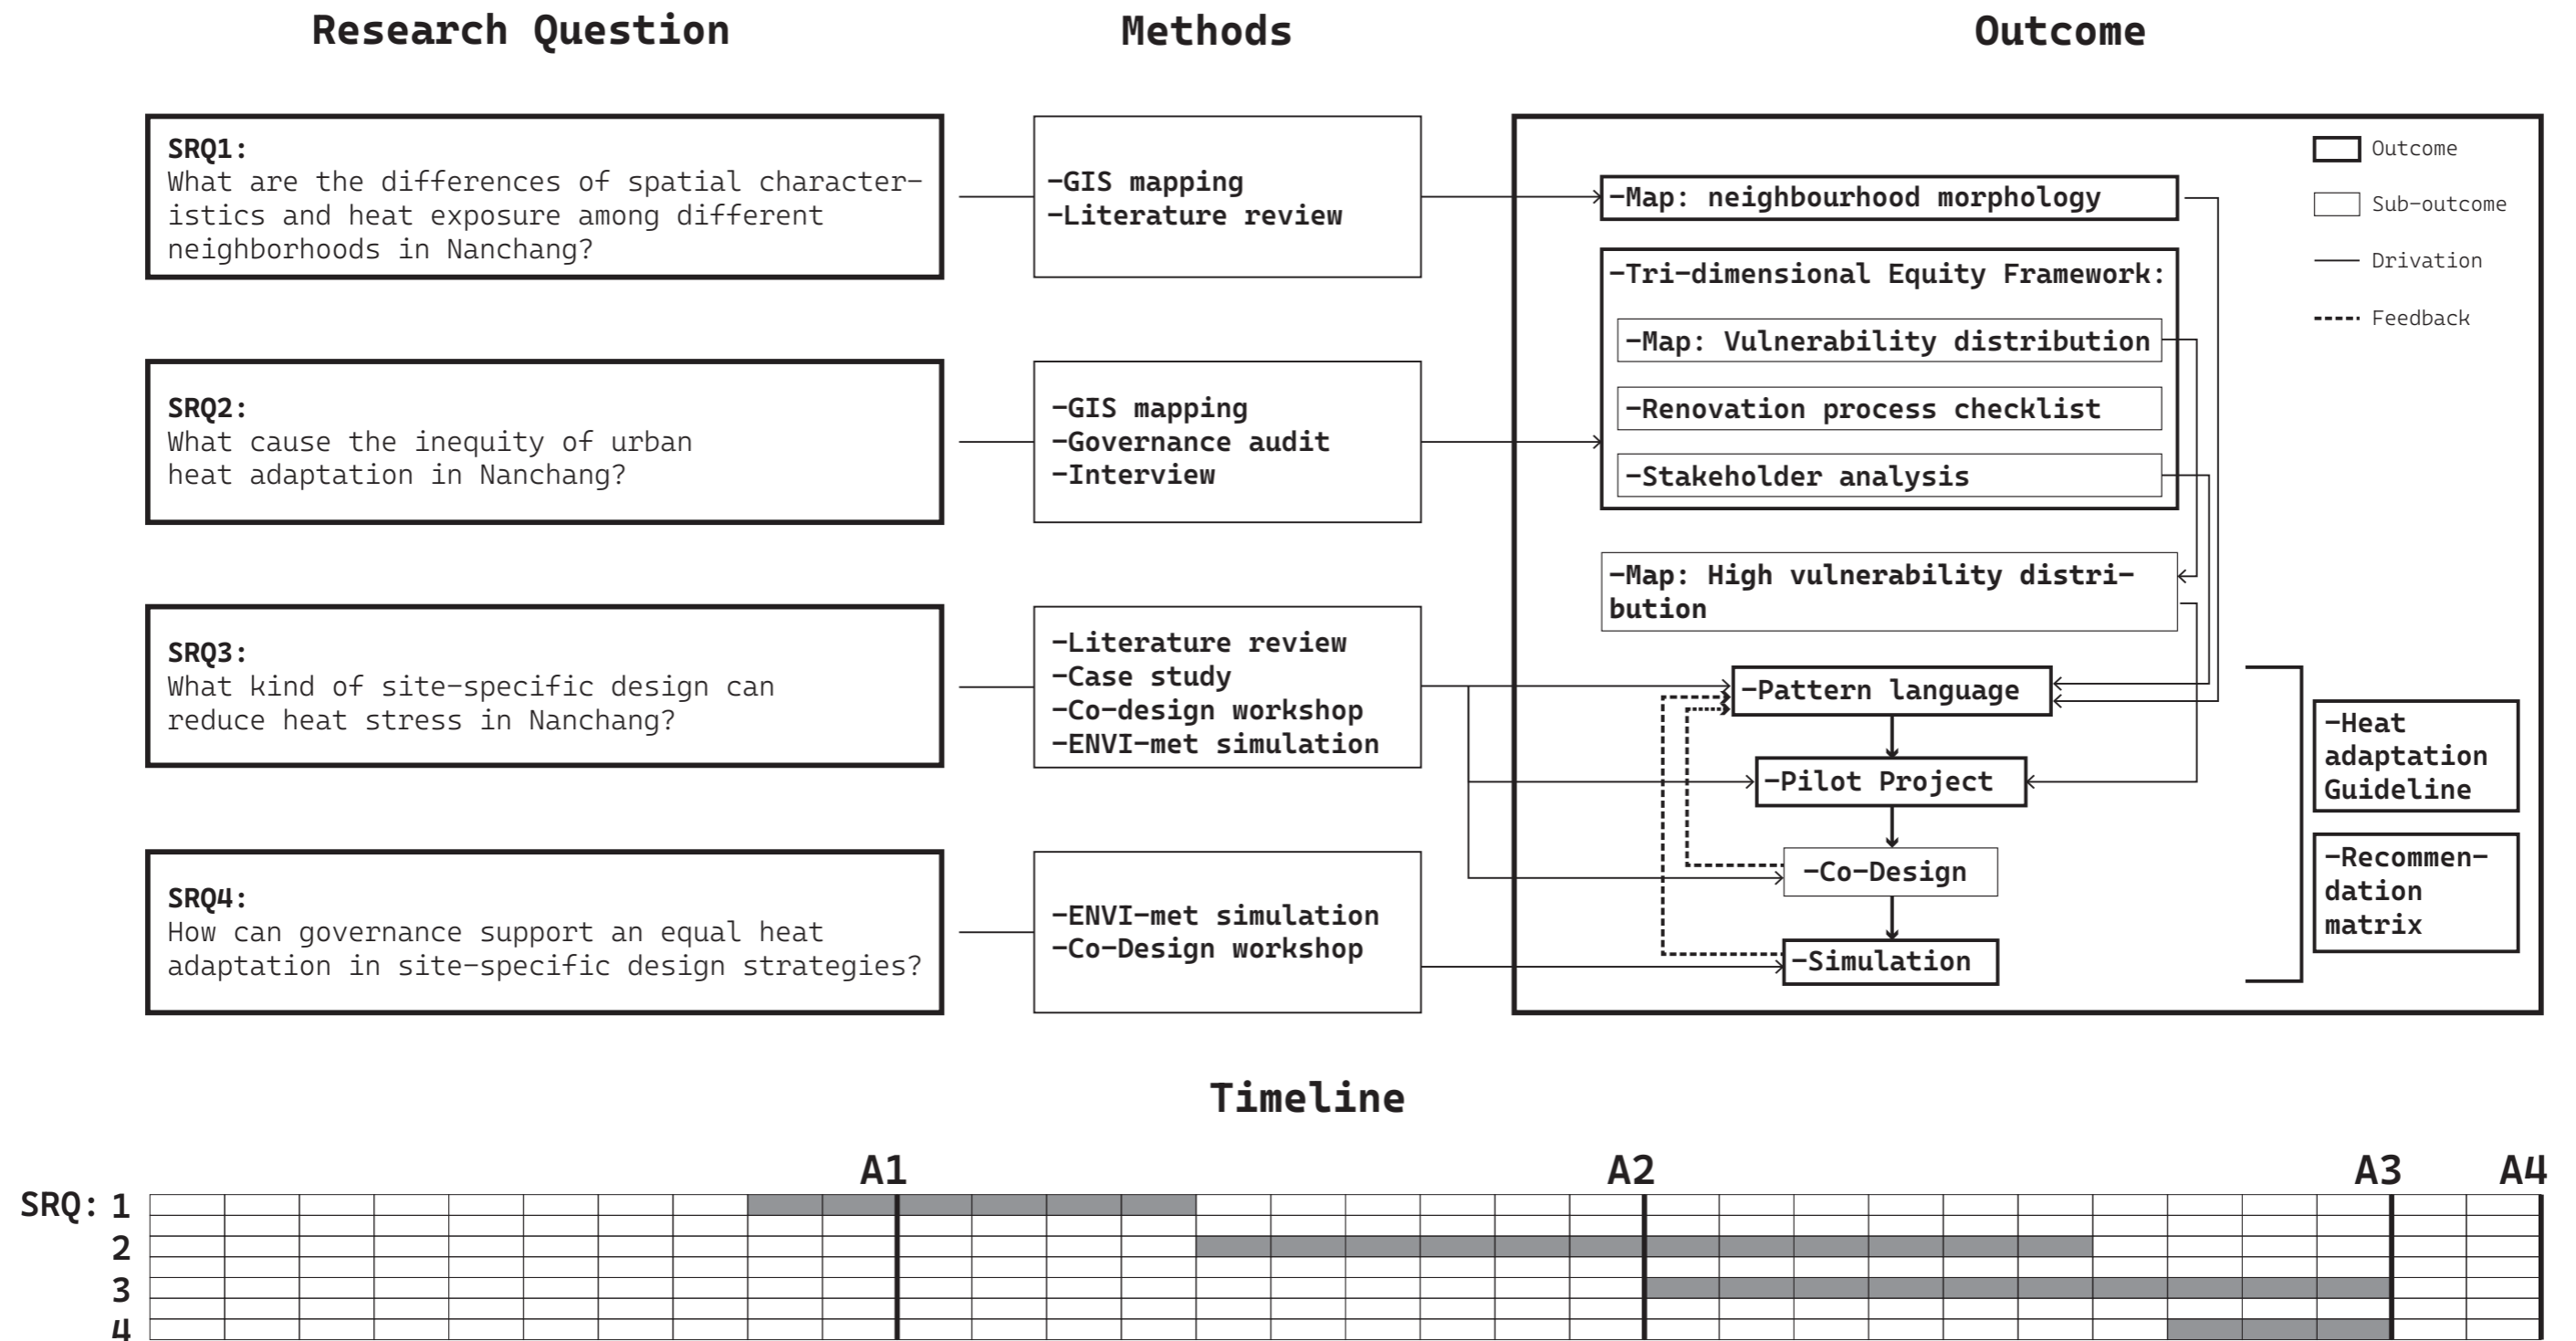 Research Question
Methods
Outcome
SRQ1:
What are the differences of spatial character-
istics and heat exposure among different
neighborhoods in Nanchang?
-GIS mapping
-Literature review
SRQ2:
What cause the inequity of urban
heat adaptation in Nanchang?
-GIS mapping
-Governance audit
-Interview
SRQ3:
What kind of site-specific design can
reduce heat stress in Nanchang?
-Literature review
-Case study
-Co-design workshop
-ENVI-met simulation
SRQ4:
How can governance support an equal heat
adaptation in site-specific design strategies?
-ENVI-met simulation
-Co-Design workshop
-Map: neighbourhood morphology
-Tri-dimensional Equity Framework:
-Map: Vulnerability distribution
-Renovation process checklist
-Stakeholder analysis
-Map: High vulnerability distri-
bution
-Pattern language
-Pilot Project
-Co-Design
-Simulation
Outcome
Sub-outcome
Drivation
Feedback
-Heat
adaptation
Guideline
-Recommen-
dation
matrix
Timeline
A1
A2
A3
A4
SRQ: 1
2
3
4